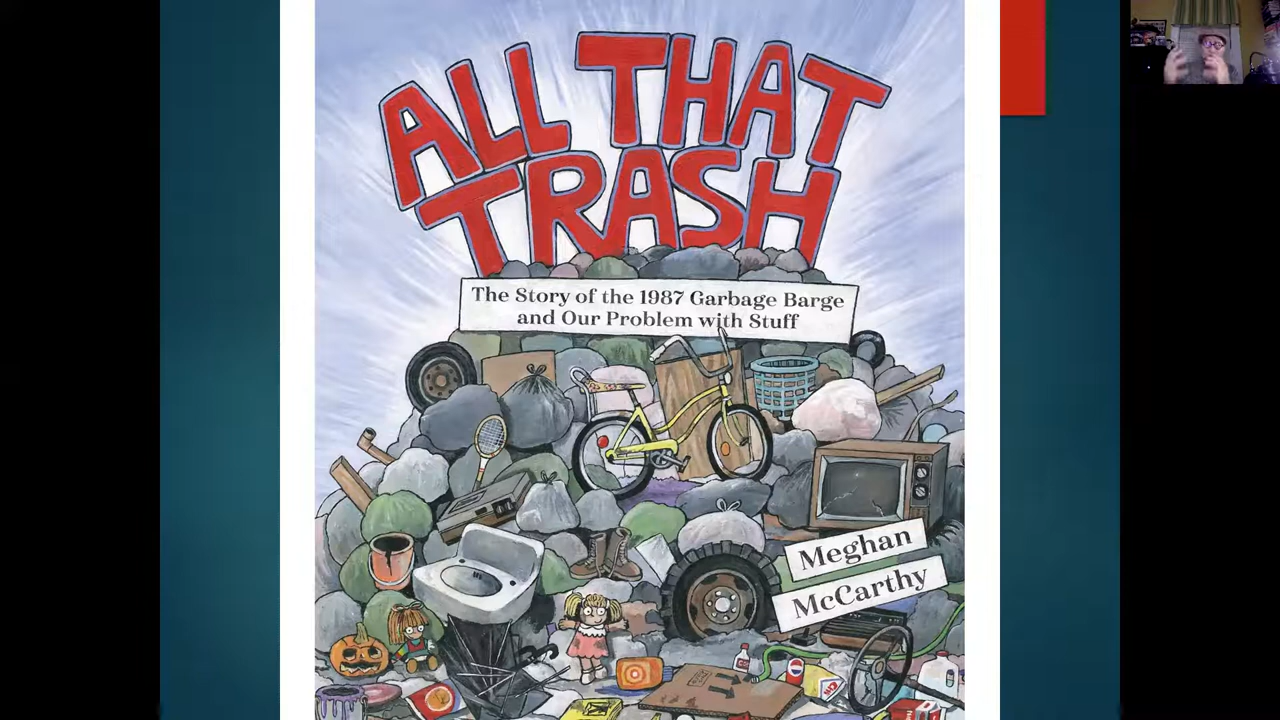 ALL THAT
TRASH
The Story of the 1987 Garbage Barge
and Our Problem with Stuff
Meghan
McCarthy